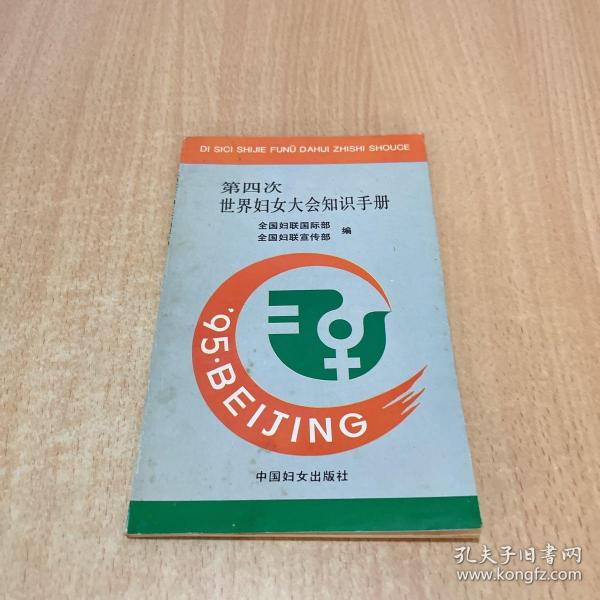 DI SICI SHIJIE FUNÜ DAHUI ZHISHI SHOUCE
第四次
世界妇女大会知识手册
全国妇联国际部
全国妇联宣传部
编
'95·BEIJING
中国妇女出版社
孔夫子旧书网
www.kongfz.com